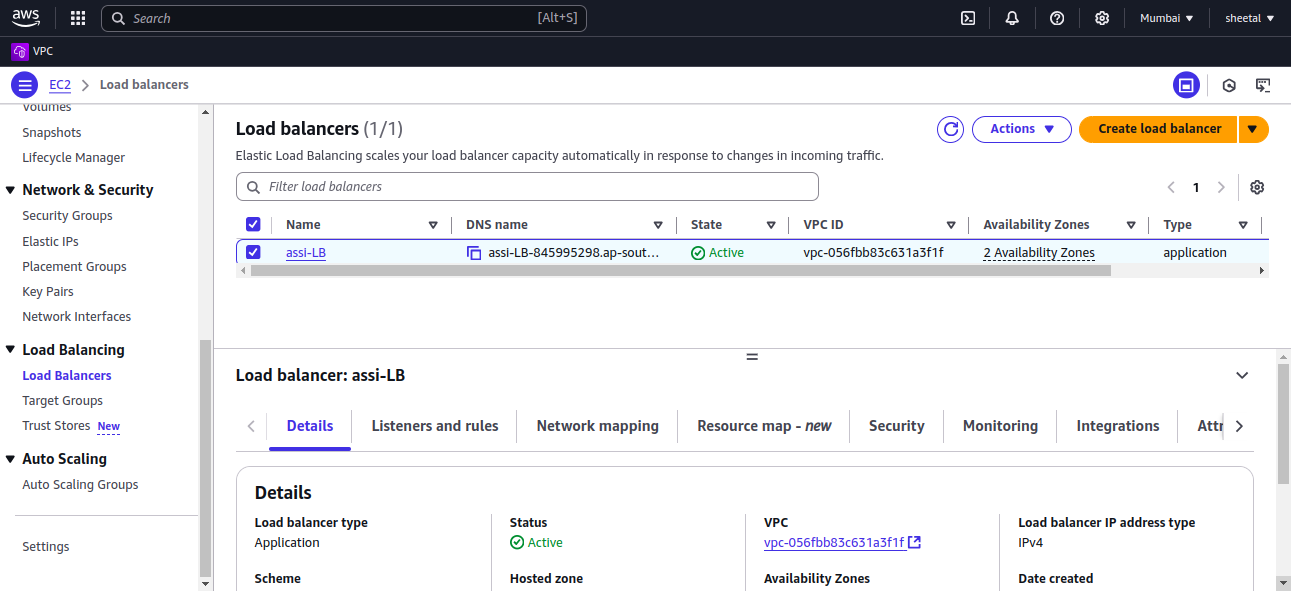 aws
Search [Alt+S] Mumbai sheetal
VPC
EC2 Load balancers
Volumes
Snapshots
Lifecycle Manager
Network & Security
Security Groups
Elastic IPs
Placement Groups
Key Pairs
Network Interfaces
Load Balancing
Load Balancers
Target Groups
Trust Stores New
Auto Scaling
Auto Scaling Groups
Settings
Load balancers (1/1)
Actions Create load balancer
Elastic Load Balancing scales your load balancer capacity automatically in response to changes in incoming traffic.
Filter load balancers 1
Name DNS name State VPC ID Availability Zones Type
assi-LB assi-LB-845995298.ap-sout... Active vpc-056fbb83c631a3f1f 2 Availability Zones application
Load balancer: assi-LB
Details Listeners and rules Network mapping Resource map - new Security Monitoring Integrations Attr
Details
Load balancer type Status VPC Load balancer IP address type
Application Active vpc-056fbb83c631a3f1f IPv4
Scheme Hosted zone Availability Zones Date created